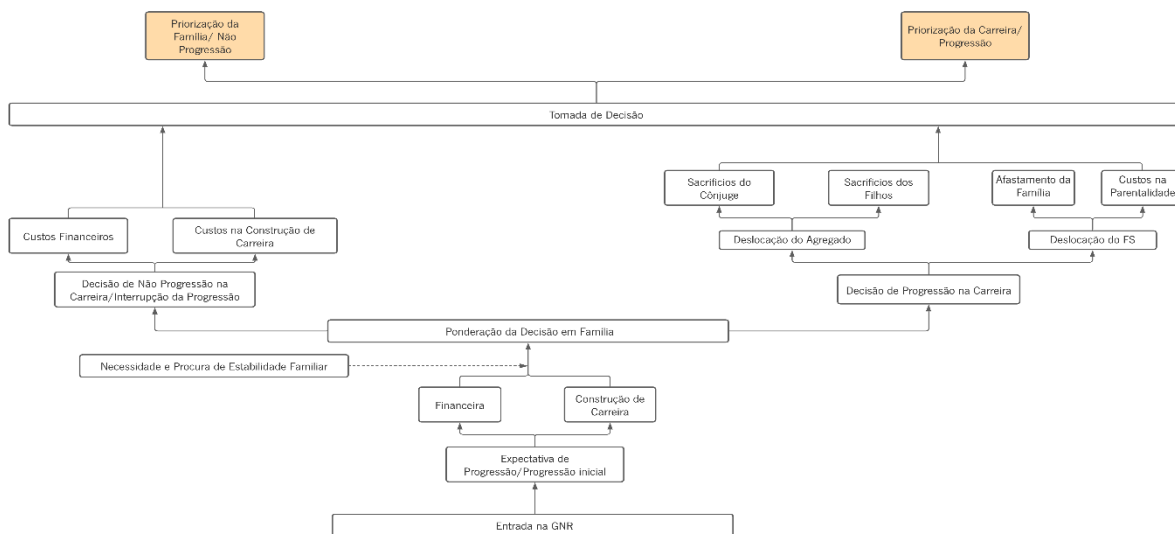 Priorização da
Família/ Não
Progressão
Priorização da Carreira/
Progressão
Tomada de Decisão
Sacrifícios do
Cônjuge
Sacrifícios dos
Filhos
Afastamento da
Família
Custos na
Parentalidade
Custos Financeiros
Custos na Construção de
Carreira
Deslocação do Agregado
Deslocação do FS
Decisão de Não Progressão na
Carreira/Interrupção da Progressão
Decisão de Progressão na Carreira
Ponderação da Decisão em Família
Necessidade e Procura de Estabilidade Familiar
Financeira
Construção de
Carreira
Expectativa de
Progressão/Progressão inicial
Entrada na GNR